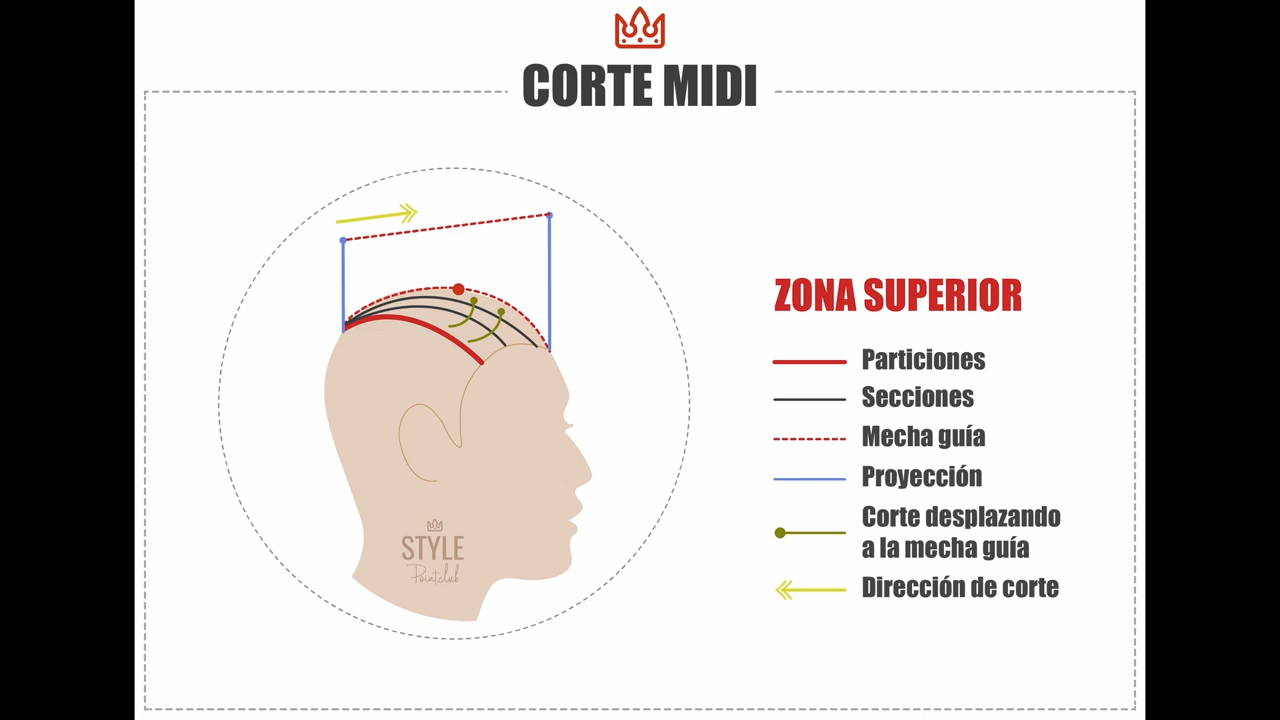 CORTE MIDI
ZONA SUPERIOR
Particiones
Secciones
Mecha guía
Proyección
Corte desplazando
a la mecha guía
Dirección de corte
STYLE
Pointclub